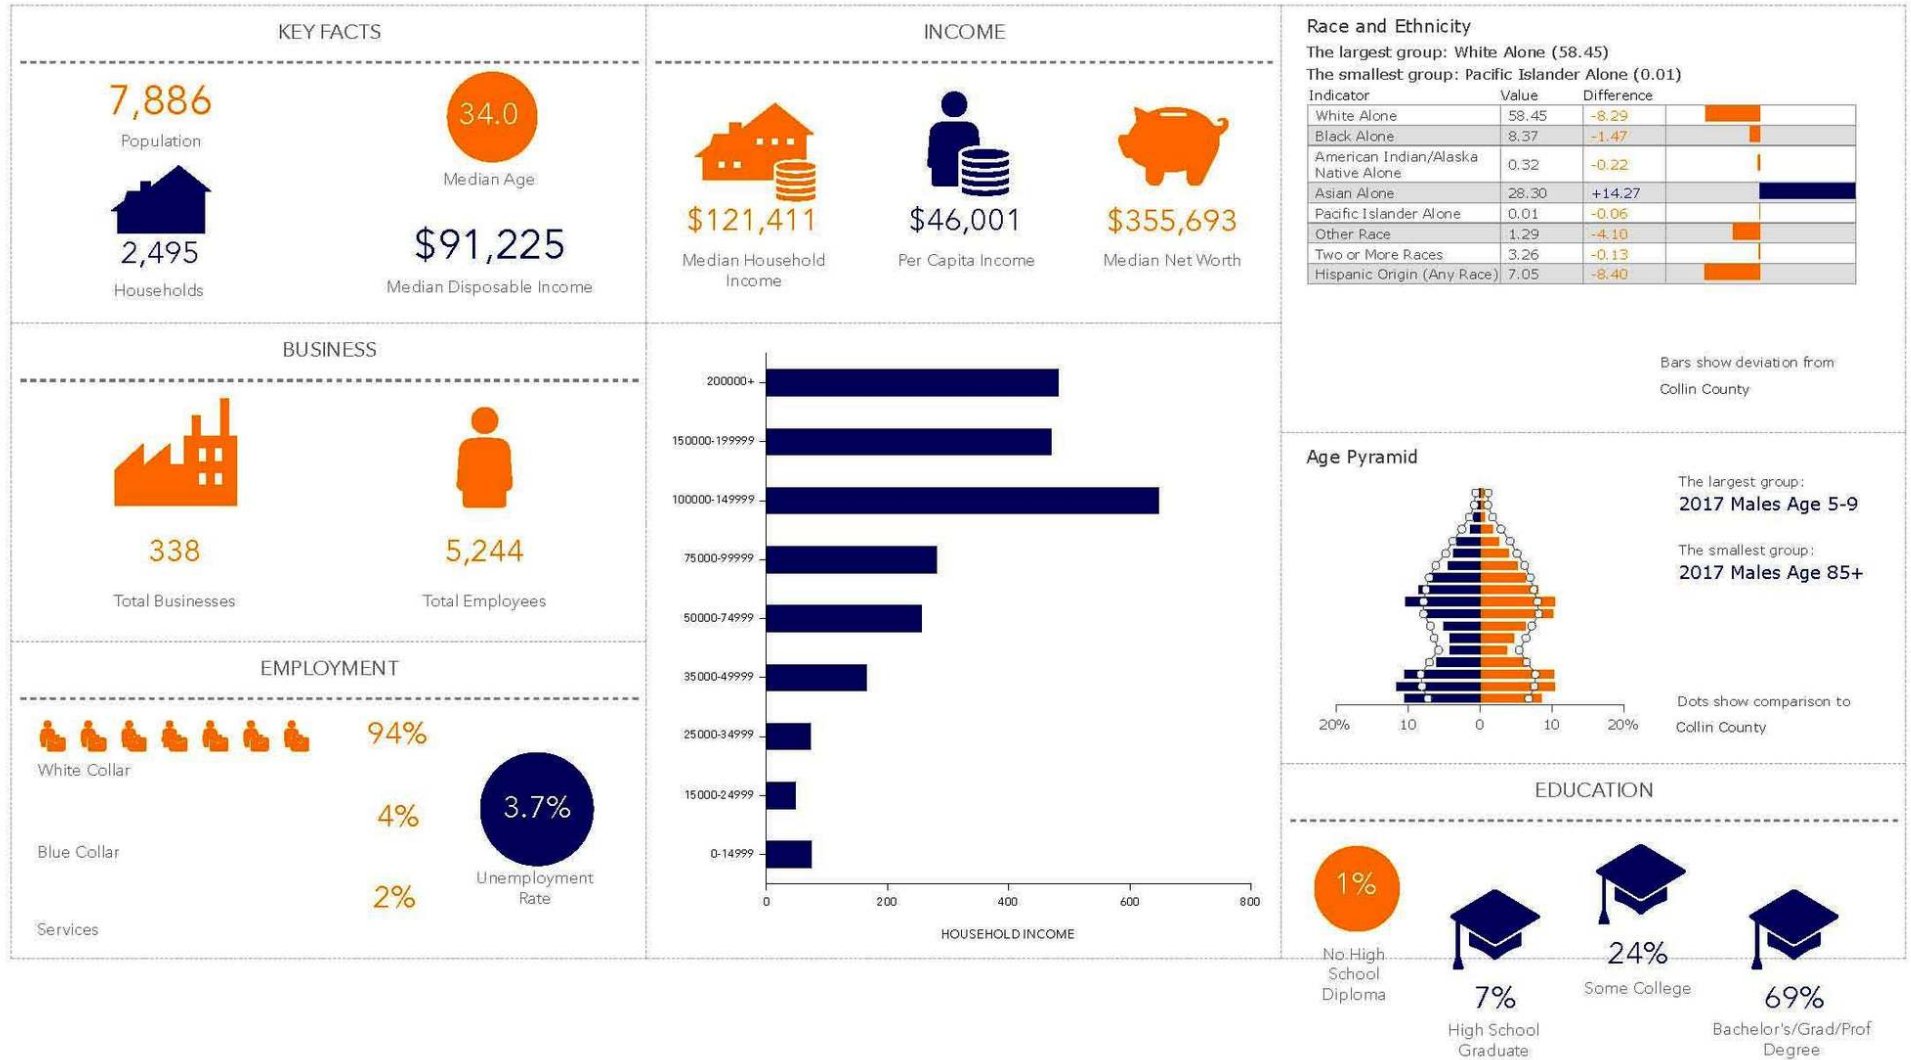 KEY FACTS
7,886
Population
34.0
Median Age
2,495
Households
$91,225
Median Disposable Income
INCOME
$121,411
Median Household
Income
$46,001
Per Capita Income
$355,693
Median Net Worth
Race and Ethnicity
The largest group: White Alone (58.45)
The smallest group: Pacific Islander Alone (0.01)
Indicator Value Difference
White Alone 58.45 -8.29
Black Alone 8.37 -1.47
American Indian/Alaska
Native Alone 0.32 -0.22
Asian Alone 28.30 +14.27
Pacific Islander Alone 0.01 -0.06
Other Race 1.29 -4.10
Two or More Races 3.26 -0.13
Hispanic Origin (Any Race) 7.05 -8.40
Bars show deviation from
Collin County
BUSINESS
338
Total Businesses
5,244
Total Employees
200000+
150000-199999
100000-149999
75000-99999
50000-74999
35000-49999
25000-34999
15000-24999
0-14999
0 200 400 600 800
HOUSEHOLD INCOME
Age Pyramid
The largest group:
2017 Males Age 5-9
The smallest group:
2017 Males Age 85+
Dots show comparison to
Collin County
20% 10 0 10 20%
EMPLOYMENT
94%
White Collar
4%
Blue Collar
2%
Services
3.7%
Unemployment
Rate
EDUCATION
1%
No High
School
Diploma
7%
High School
Graduate
24%
Some College
69%
Bachelor's/Grad/Prof
Degree